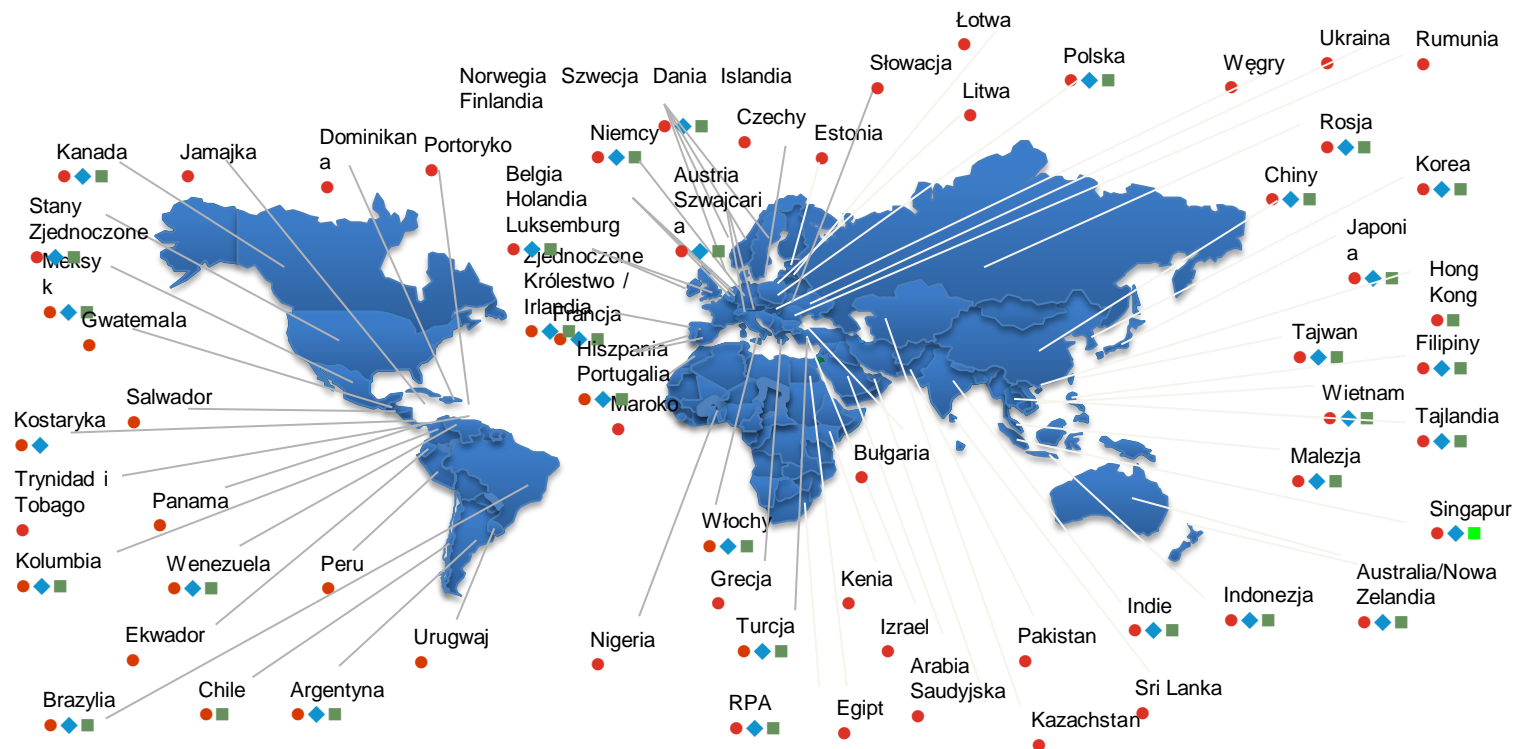 Łotwa
Ukraina
Rumunia
Słowacja
Polska
Węgry
Norwegia Szwecja Dania Islandia
Finlandia
Litwa
Czechy
Estonia
Niemcy
Rosja
Kanada
Jamajka
Dominikan
a
Portoryko
Belgia
Holandia
Luksemburg
Austria
Szwajcari
a
Chiny
Korea
Stany
Zjednoczone
Japoni
a
Meksy
k
Zjednoczone
Królestwo /
Irlandia
Francja
Hong
Kong
Gwatemala
Hiszpania
Portugalia
Tajwan
Filipiny
Salwador
Maroko
Wietnam
Kostaryka
Tajlandia
Bułgaria
Malezja
Trynidad i
Tobago
Panama
Singapur
Włochy
Kolumbia
Wenezuela
Peru
Grecja
Kenia
Australia/Nowa
Zelandia
Indonezja
Indie
Ekwador
Urugwaj
Nigeria
Turcja
Izrael
Pakistan
Arabia
Saudyjska
Brazylia
Chile
Argentyna
RPA
Egipt
Sri Lanka
Kazachstan